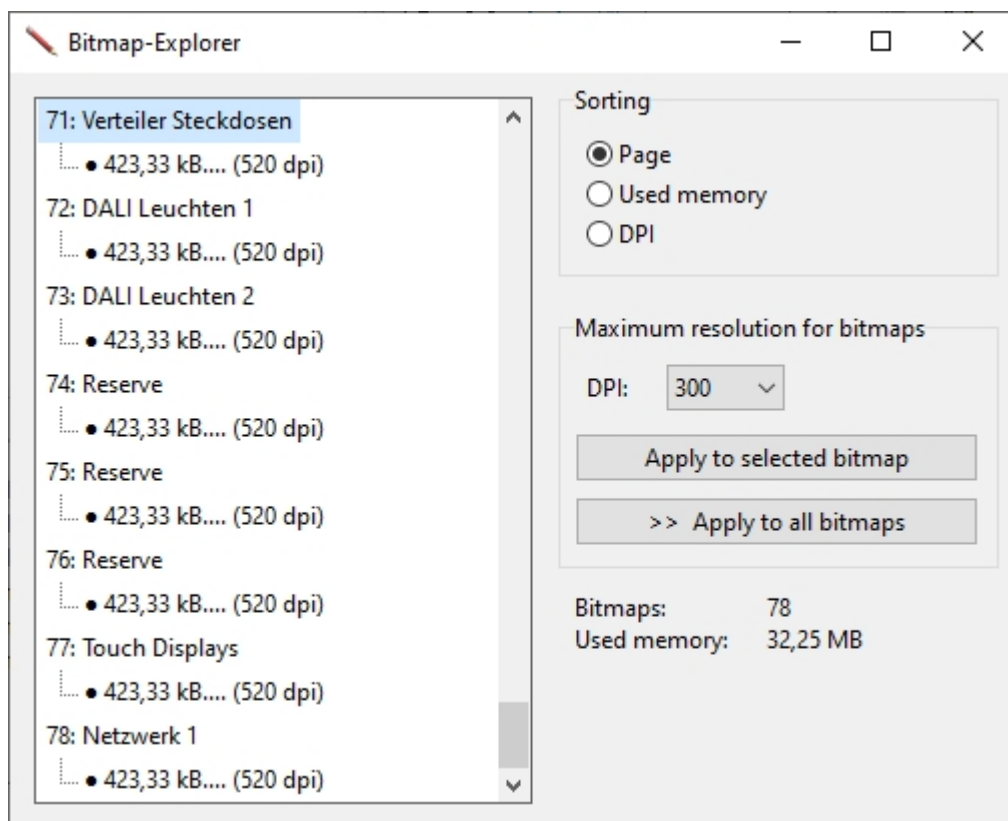 Bitmap-Explorer
71: Verteiler Steckdosen
● 423,33 kB.... (520 dpi)
72: DALI Leuchten 1
● 423,33 kB.... (520 dpi)
73: DALI Leuchten 2
● 423,33 kB.... (520 dpi)
74: Reserve
● 423,33 kB.... (520 dpi)
75: Reserve
● 423,33 kB.... (520 dpi)
76: Reserve
● 423,33 kB.... (520 dpi)
77: Touch Displays
● 423,33 kB.... (520 dpi)
78: Netzwerk 1
● 423,33 kB.... (520 dpi)
Sorting
Page
Used memory
DPI
Maximum resolution for bitmaps
DPI: 300
Apply to selected bitmap
>> Apply to all bitmaps
Bitmaps: 78
Used memory: 32,25 MB